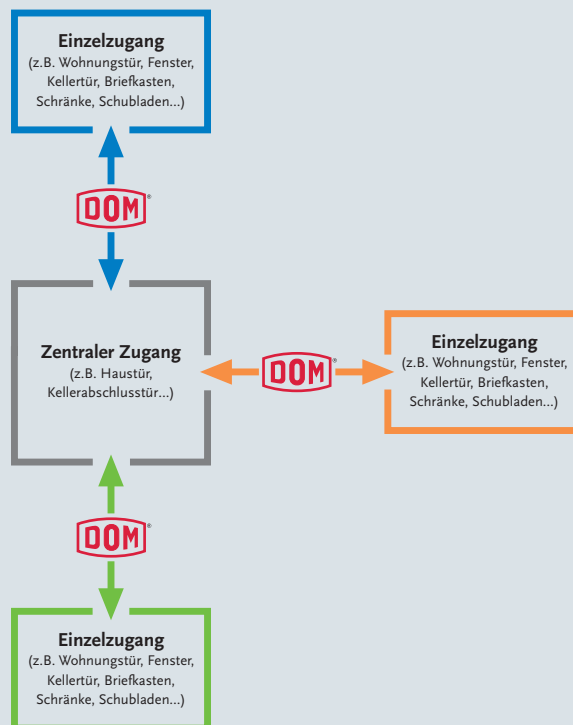 Einzelzugang
(z.B. Wohnungstür, Fenster,
Kellertür, Briefkasten,
Schränke, Schubladen...)
DOM®
Zentraler Zugang
(z.B. Haustür,
Kellerabschlusstür...)
DOM®
Einzelzugang
(z.B. Wohnungstür, Fenster,
Kellertür, Briefkasten,
Schränke, Schubladen...)
DOM®
Einzelzugang
(z.B. Wohnungstür, Fenster,
Kellertür, Briefkasten,
Schränke, Schubladen...)